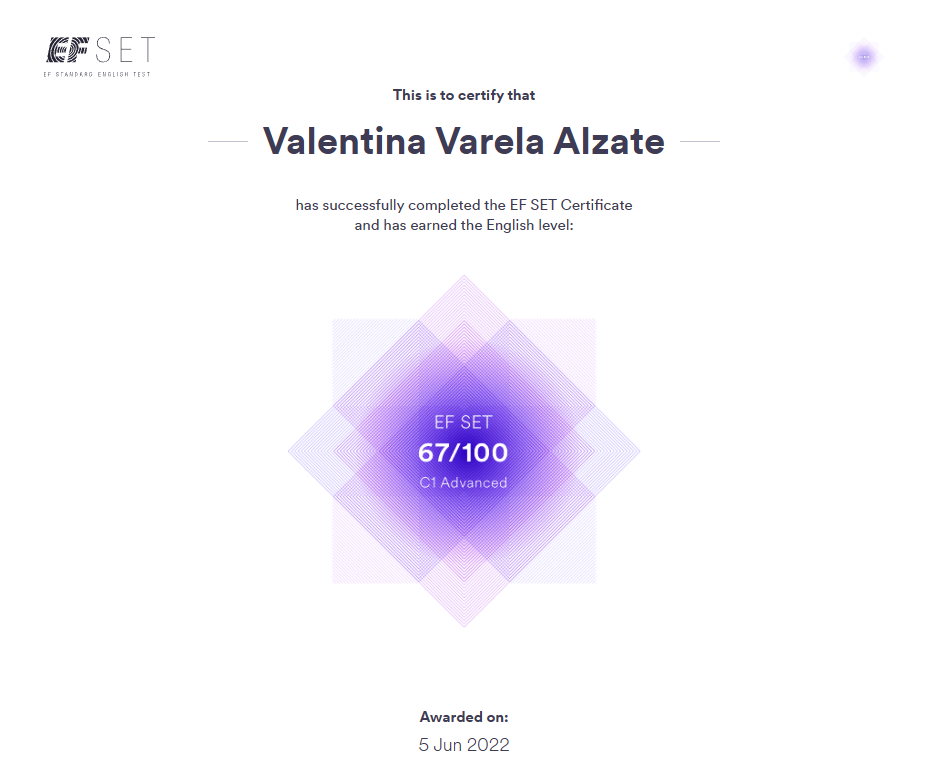 EF SET
EF STANDARD ENGLISH TEST
This is to certify that
Valentina Varela Alzate
has successfully completed the EF SET Certificate
and has earned the English level:
EF SET
67/100
C1 Advanced
Awarded on:
5 Jun 2022